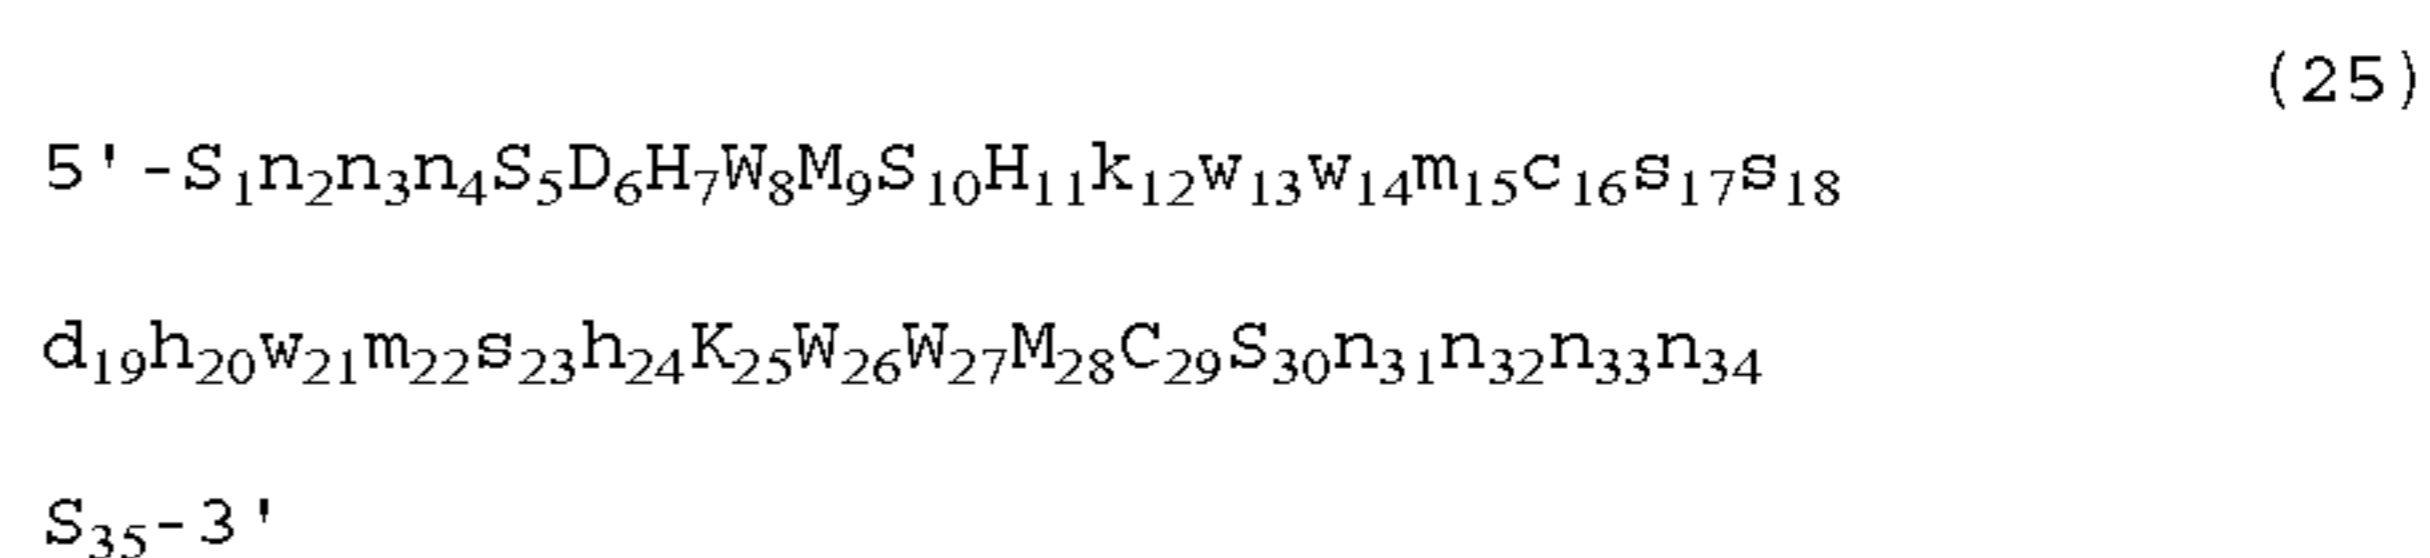 (25)
5'-S₁n₂n₃n₄S₅D₆H₇W₈M₉S₁₀H₁₁k₁₂w₁₃w₁₄m₁₅c₁₆s₁₇s₁₈
d₁₉h₂₀w₂₁m₂₂s₂₃h₂₄K₂₅W₂₆W₂₇M₂₈C₂₉S₃₀n₃₁n₃₂n₃₃n₃₄
S₃₅-3'